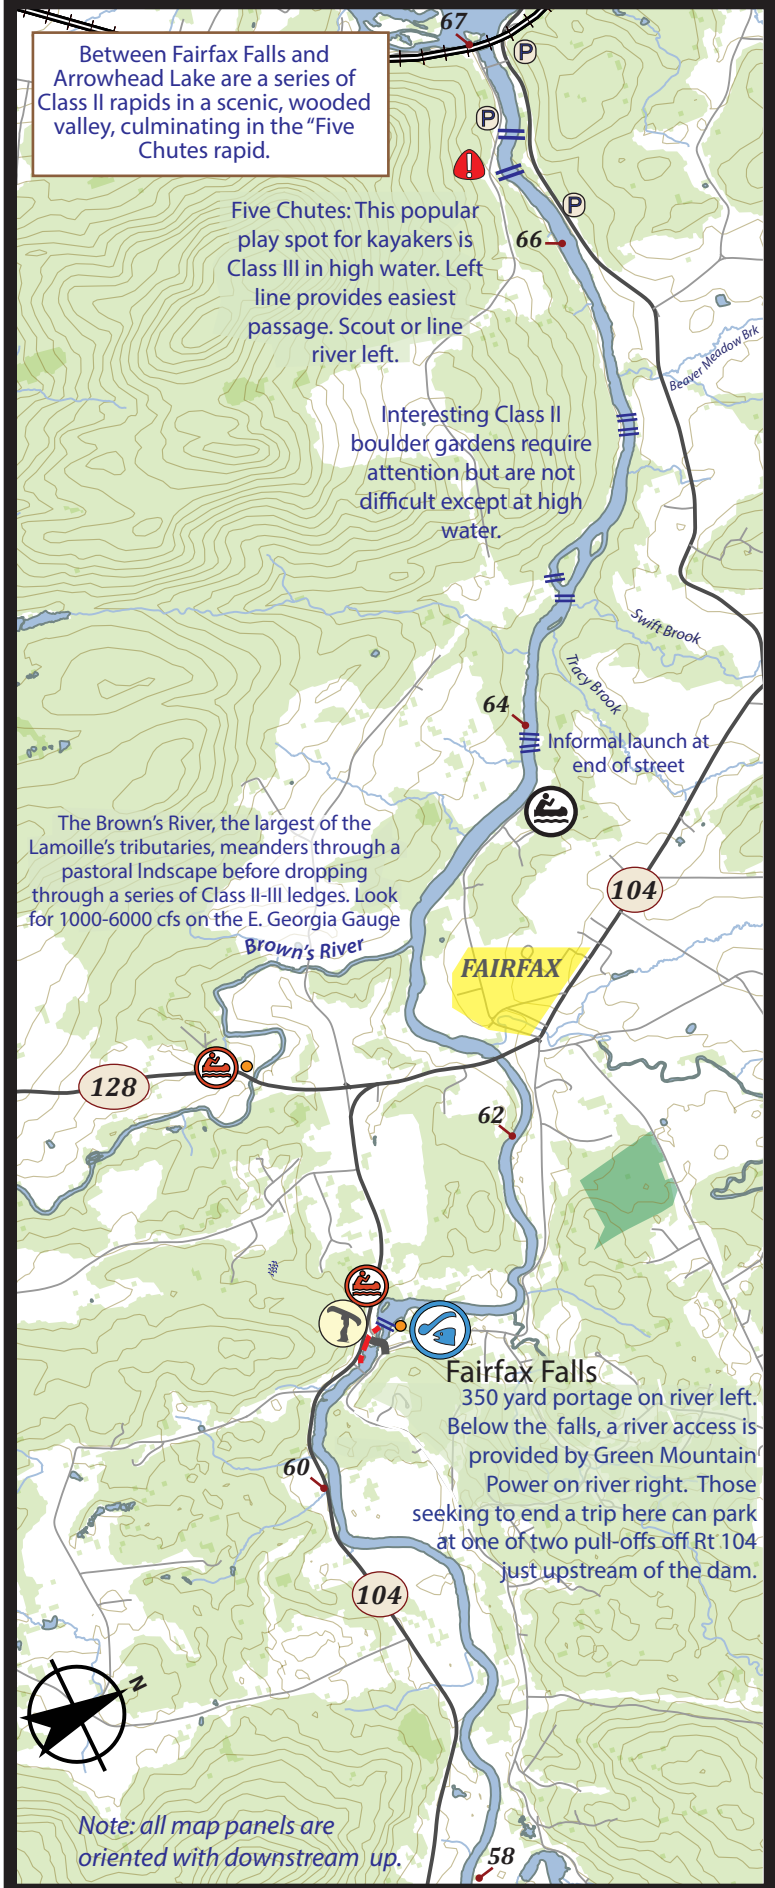 67
Between Fairfax Falls and
Arrowhead Lake are a series of
Class II rapids in a scenic, wooded
valley, culminating in the "Five
Chutes rapid.
P
P
!
P
Five Chutes: This popular
play spot for kayakers is
Class III in high water. Left
line provides easiest
passage. Scout or line
river left.
66
Beaver Meadow Brk
Interesting Class II
boulder gardens require
attention but are not
difficult except at high
water.
Swift Brook
Tracy Brook
64
Informal launch at
end of street
The Brown's River, the largest of the
Lamoille's tributaries, meanders through a
pastoral lndscape before dropping
through a series of Class II-III ledges. Look
for 1000-6000 cfs on the E. Georgia Gauge
104
Brown's River
FAIRFAX
128
62
Fairfax Falls
350 yard portage on river left.
Below the falls, a river access is
provided by Green Mountain
Power on river right. Those
seeking to end a trip here can park
at one of two pull-offs off Rt 104
just upstream of the dam.
60
104
N
Note: all map panels are
oriented with downstream up.
58